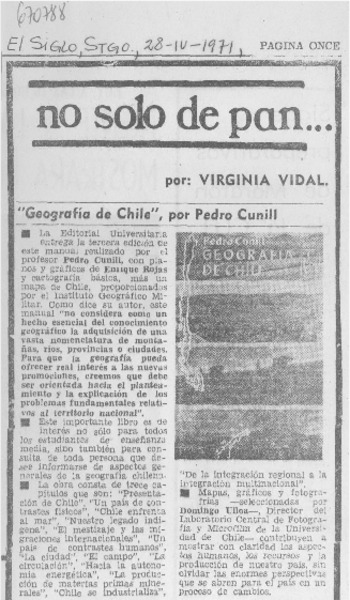 670788
El Siglo, Stgo, 28-IV-1971, PAGINA ONCE
no solo de pan...
por: VIRGINIA VIDAL.
"Geografía de Chile", por Pedro Cunill
■ La Editorial Universitaria
entrega la tercera edición de
este manual realizado por el
profesor Pedro Cunill, con pla-
nos y gráficos de Enrique Rojas
y cartografía básica, más un
mapa de Chile, proporcionados
por el Instituto Geográfico Mi-
litar. Como dice su autor, este
manual "no considera como un
hecho esencial del conocimiento
geográfico la adquisición de una
vasta nomenclatura de monta-
ñas, ríos, provincias o ciudades.
Para que la geografía pueda
ofrecer real interés a las nuevas
promociones, creemos que debe
ser orientada hacia el plantea-
miento y la explicación de los
problemas fundamentales relati-
vos al territorio nacional".
■ Este importante libro es de
interés no sólo para todos
los estudiantes de enseñanza
media, sino también para con-
sulta de toda persona que de-
see informarse de aspectos ge-
nerales de la geografía chilena.
La obra consta de trece ca-
pítulos que son: "Presenta-
ción de Chile", "Un país de con-
trastes físicos", "Chile enfrenta
al mar", "Nuestro legado indí-
gena", "El mestizaje y las mi-
graciones internacionales", "Un
país de contrastes humanos",
"La ciudad", "El campo", "La
circulación", "Hacia la autono-
mía energética", "La produc-
ción de materias primas mine-
rales", "Chile se industrializa",
Pedro Cunill
GEOGRAFIA
DE CHILE
"De la integración regional a la
integración multinacional".
■ Mapas, gráficos y fotogra-
frías —seleccionadas por
Domingo Ulloa—, Director del
Laboratorio Central de Fotogra-
fía y Microfilm de la Universi-
dad de Chile— contribuyen a
mostrar con claridad los aspec-
tos humanos, los recursos y la
producción de nuestro país, sin
olvidar las enormes perspectivas
que se abren para el país en un
proceso de cambios.